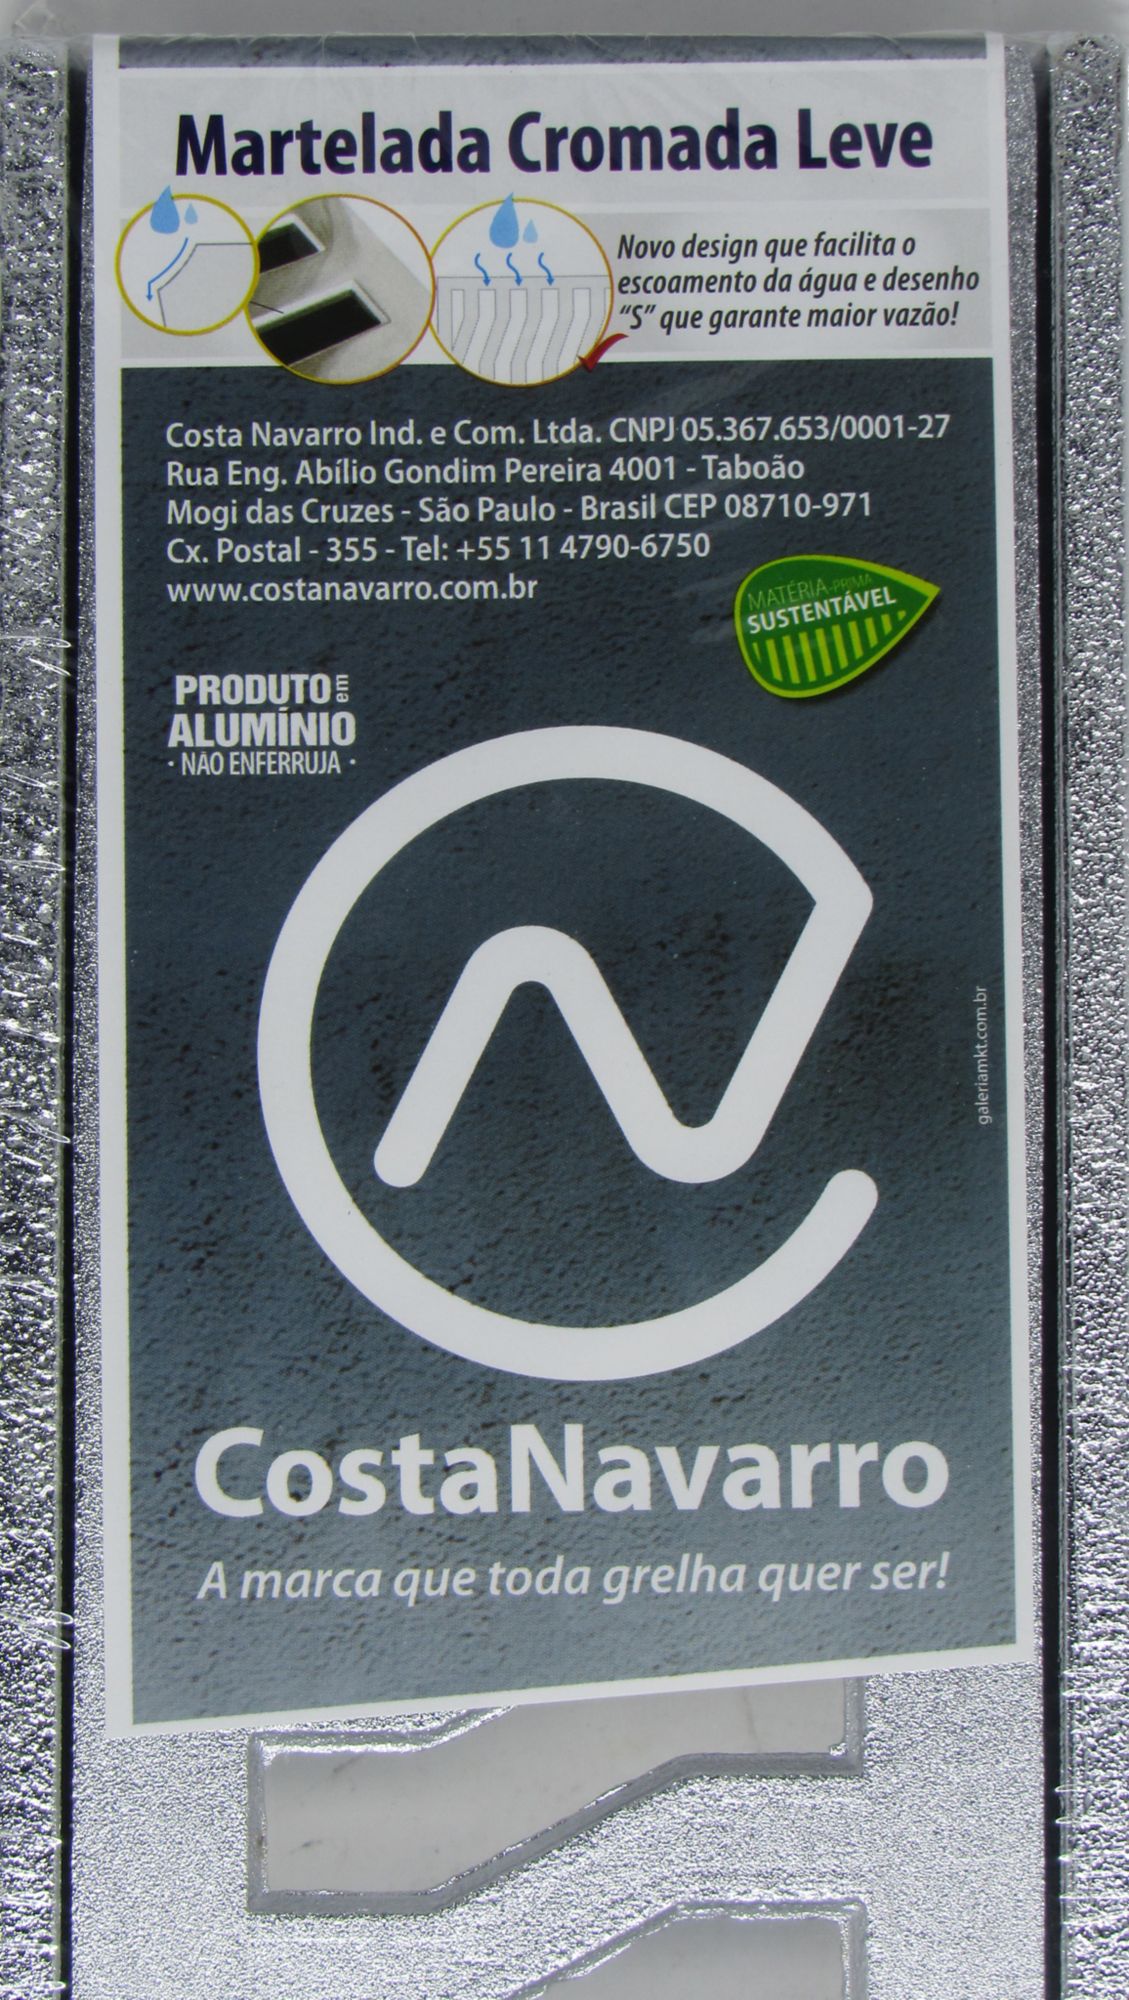 Martelada Cromada Leve
Novo design que facilita o
escoamento da água e desenho
“S” que garante maior vazão!
Costa Navarro Ind. e Com. Ltda. CNPJ 05.367.653/0001-27
Rua Eng. Abílio Gondim Pereira 4001 - Taboão
Mogi das Cruzes - São Paulo - Brasil CEP 08710-971
Cx. Postal - 355 - Tel: +55 11 4790-6750
www.costanavarro.com.br
MATÉRIA-PRIMA
SUSTENTÁVEL
PRODUTO em
ALUMÍNIO
· NÃO ENFERRUJA ·
galeriamkt.com.br
CostaNavarro
A marca que toda grelha quer ser!